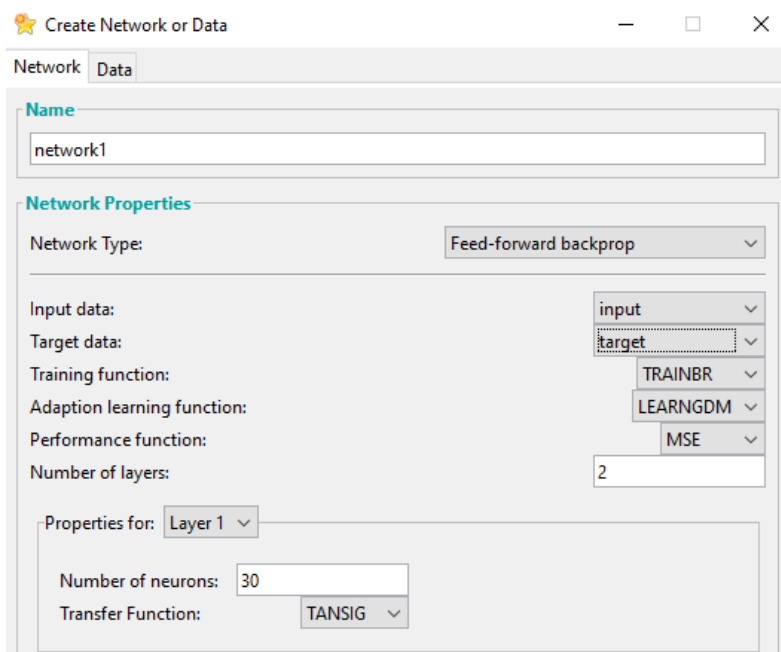 Create Network or Data
Network Data
Name
network1
Network Properties
Network Type: Feed-forward backprop
Input data: input
Target data: target
Training function: TRAINBR
Adaption learning function: LEARNGDM
Performance function: MSE
Number of layers: 2
Properties for: Layer 1
Number of neurons: 30
Transfer Function: TANSIG